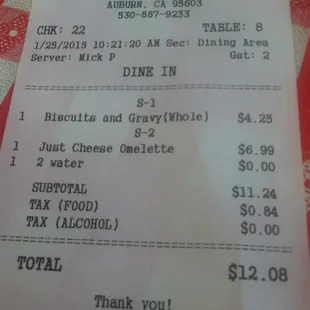 AUBURN, CA 95603
530-887-9233
CHK: 22 TABLE: 8
1/25/2015 10:21:20 AM Sec: Dining Area
Server: Nick P Gst: 2
DINE IN
S-1
1 Biscuits and Gravy(Whole) $4.25
S-2
1 Just Cheese Omelette $6.99
1 2 water $0.00
SUBTOTAL $11.24
TAX (FOOD) $0.84
TAX (ALCOHOL) $0.00
TOTAL $12.08
Thank you!